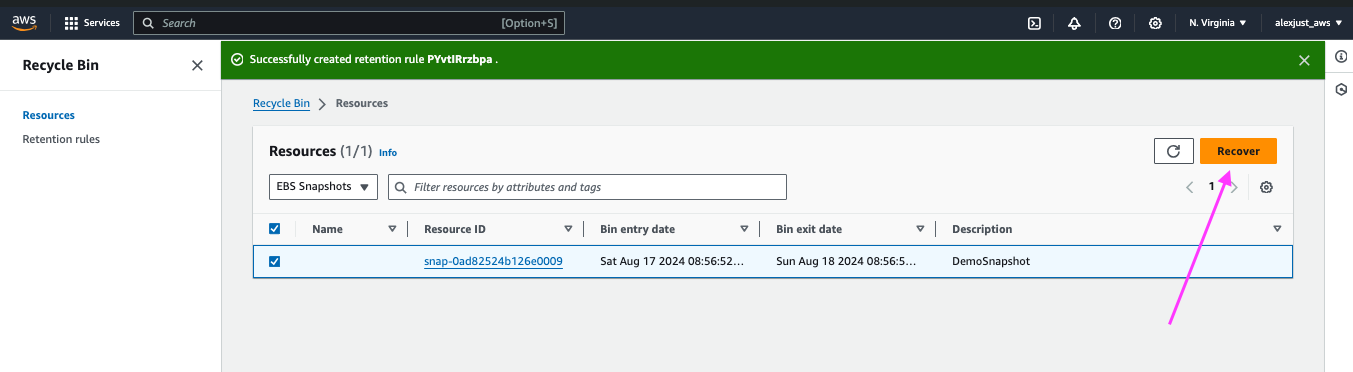 aws Services Search [Option+S] N. Virginia alexjust_aws
Recycle Bin
Resources
Retention rules
Successfully created retention rule PYvtIRrzbpa .
Recycle Bin Resources
Resources (1/1) Info
Recover
EBS Snapshots Filter resources by attributes and tags 1
Name Resource ID Bin entry date Bin exit date Description
snap-0ad82524b126e0009 Sat Aug 17 2024 08:56:52... Sun Aug 18 2024 08:56:5... DemoSnapshot